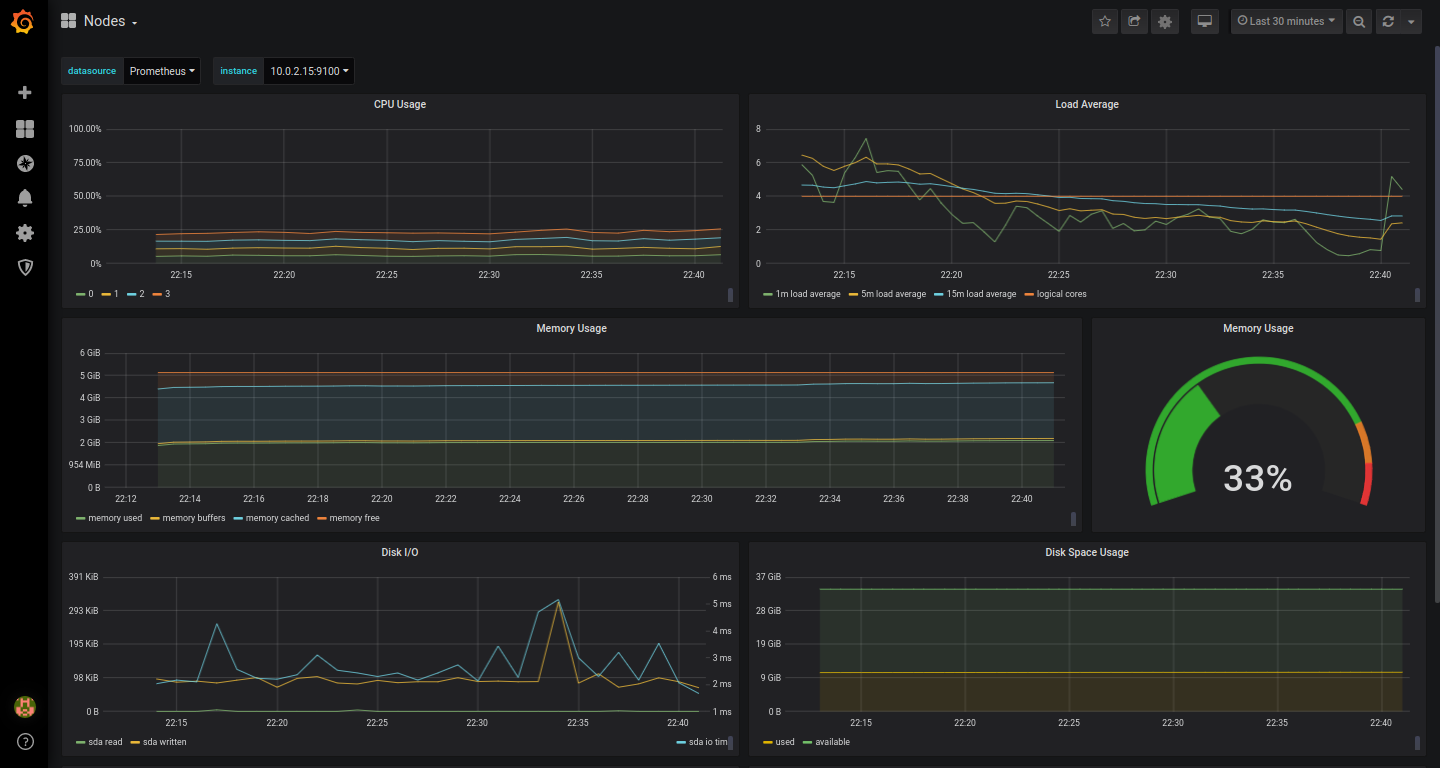 Nodes
Last 30 minutes
datasource Prometheus instance 10.0.2.15:9100
CPU Usage
100.00%
75.00%
50.00%
25.00%
0%
22:15 22:20 22:25 22:30 22:35 22:40
0 1 2 3
Load Average
8
6
4
2
0
22:15 22:20 22:25 22:30 22:35 22:40
1m load average 5m load average 15m load average logical cores
Memory Usage
6 GiB
5 GiB
4 GiB
3 GiB
2 GiB
954 MiB
0 B
22:12 22:14 22:16 22:18 22:20 22:22 22:24 22:26 22:28 22:30 22:32 22:34 22:36 22:38 22:40
memory used memory buffers memory cached memory free
Memory Usage
33%
Disk I/O
391 KiB
293 KiB
195 KiB
98 KiB
0 B
6 ms
5 ms
4 ms
3 ms
2 ms
1 ms
22:15 22:20 22:25 22:30 22:35 22:40
sda read sda written sda io tim
Disk Space Usage
37 GiB
28 GiB
19 GiB
9 GiB
0 B
22:15 22:20 22:25 22:30 22:35 22:40
used available
?